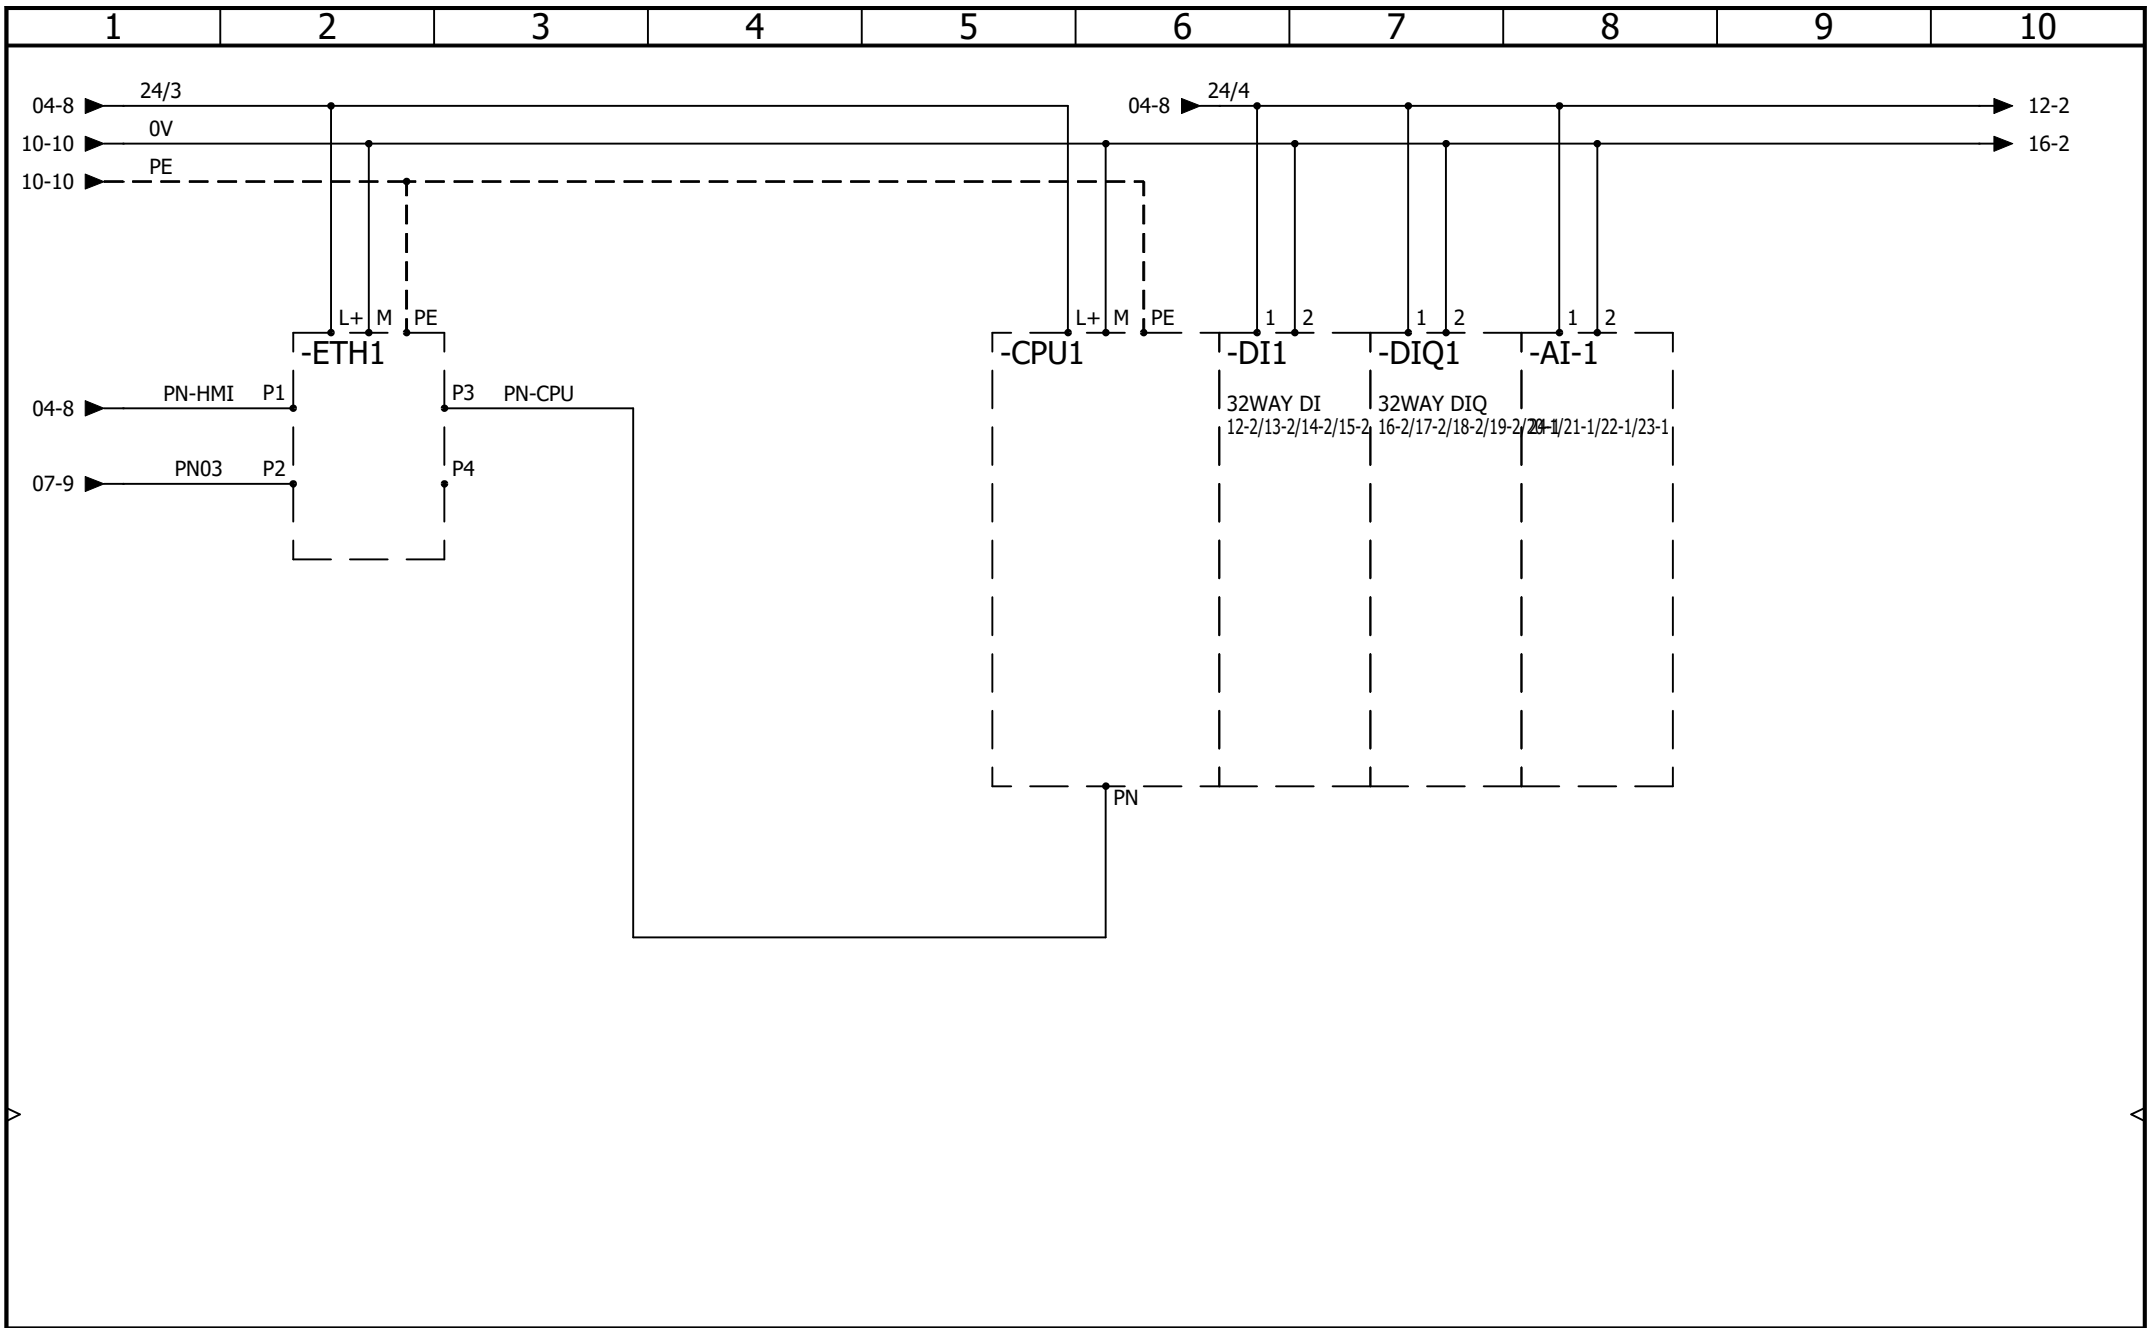 1 2 3 4 5 6 7 8 9 10
04-8 24/3 04-8 24/4 12-2
10-10 0V 16-2
10-10 PE
L+ M PE L+ M PE 1 2 1 2 1 2
-ETH1 -CPU1 -DI1 -DIQ1 -AI-1
04-8 PN-HMI P1 P3 PN-CPU 32WAY DI 32WAY DIQ
12-2/13-2/14-2/15-2 16-2/17-2/18-2/19-2/20-1/21-1/22-1/23-1
07-9 PN03 P2 P4
PN